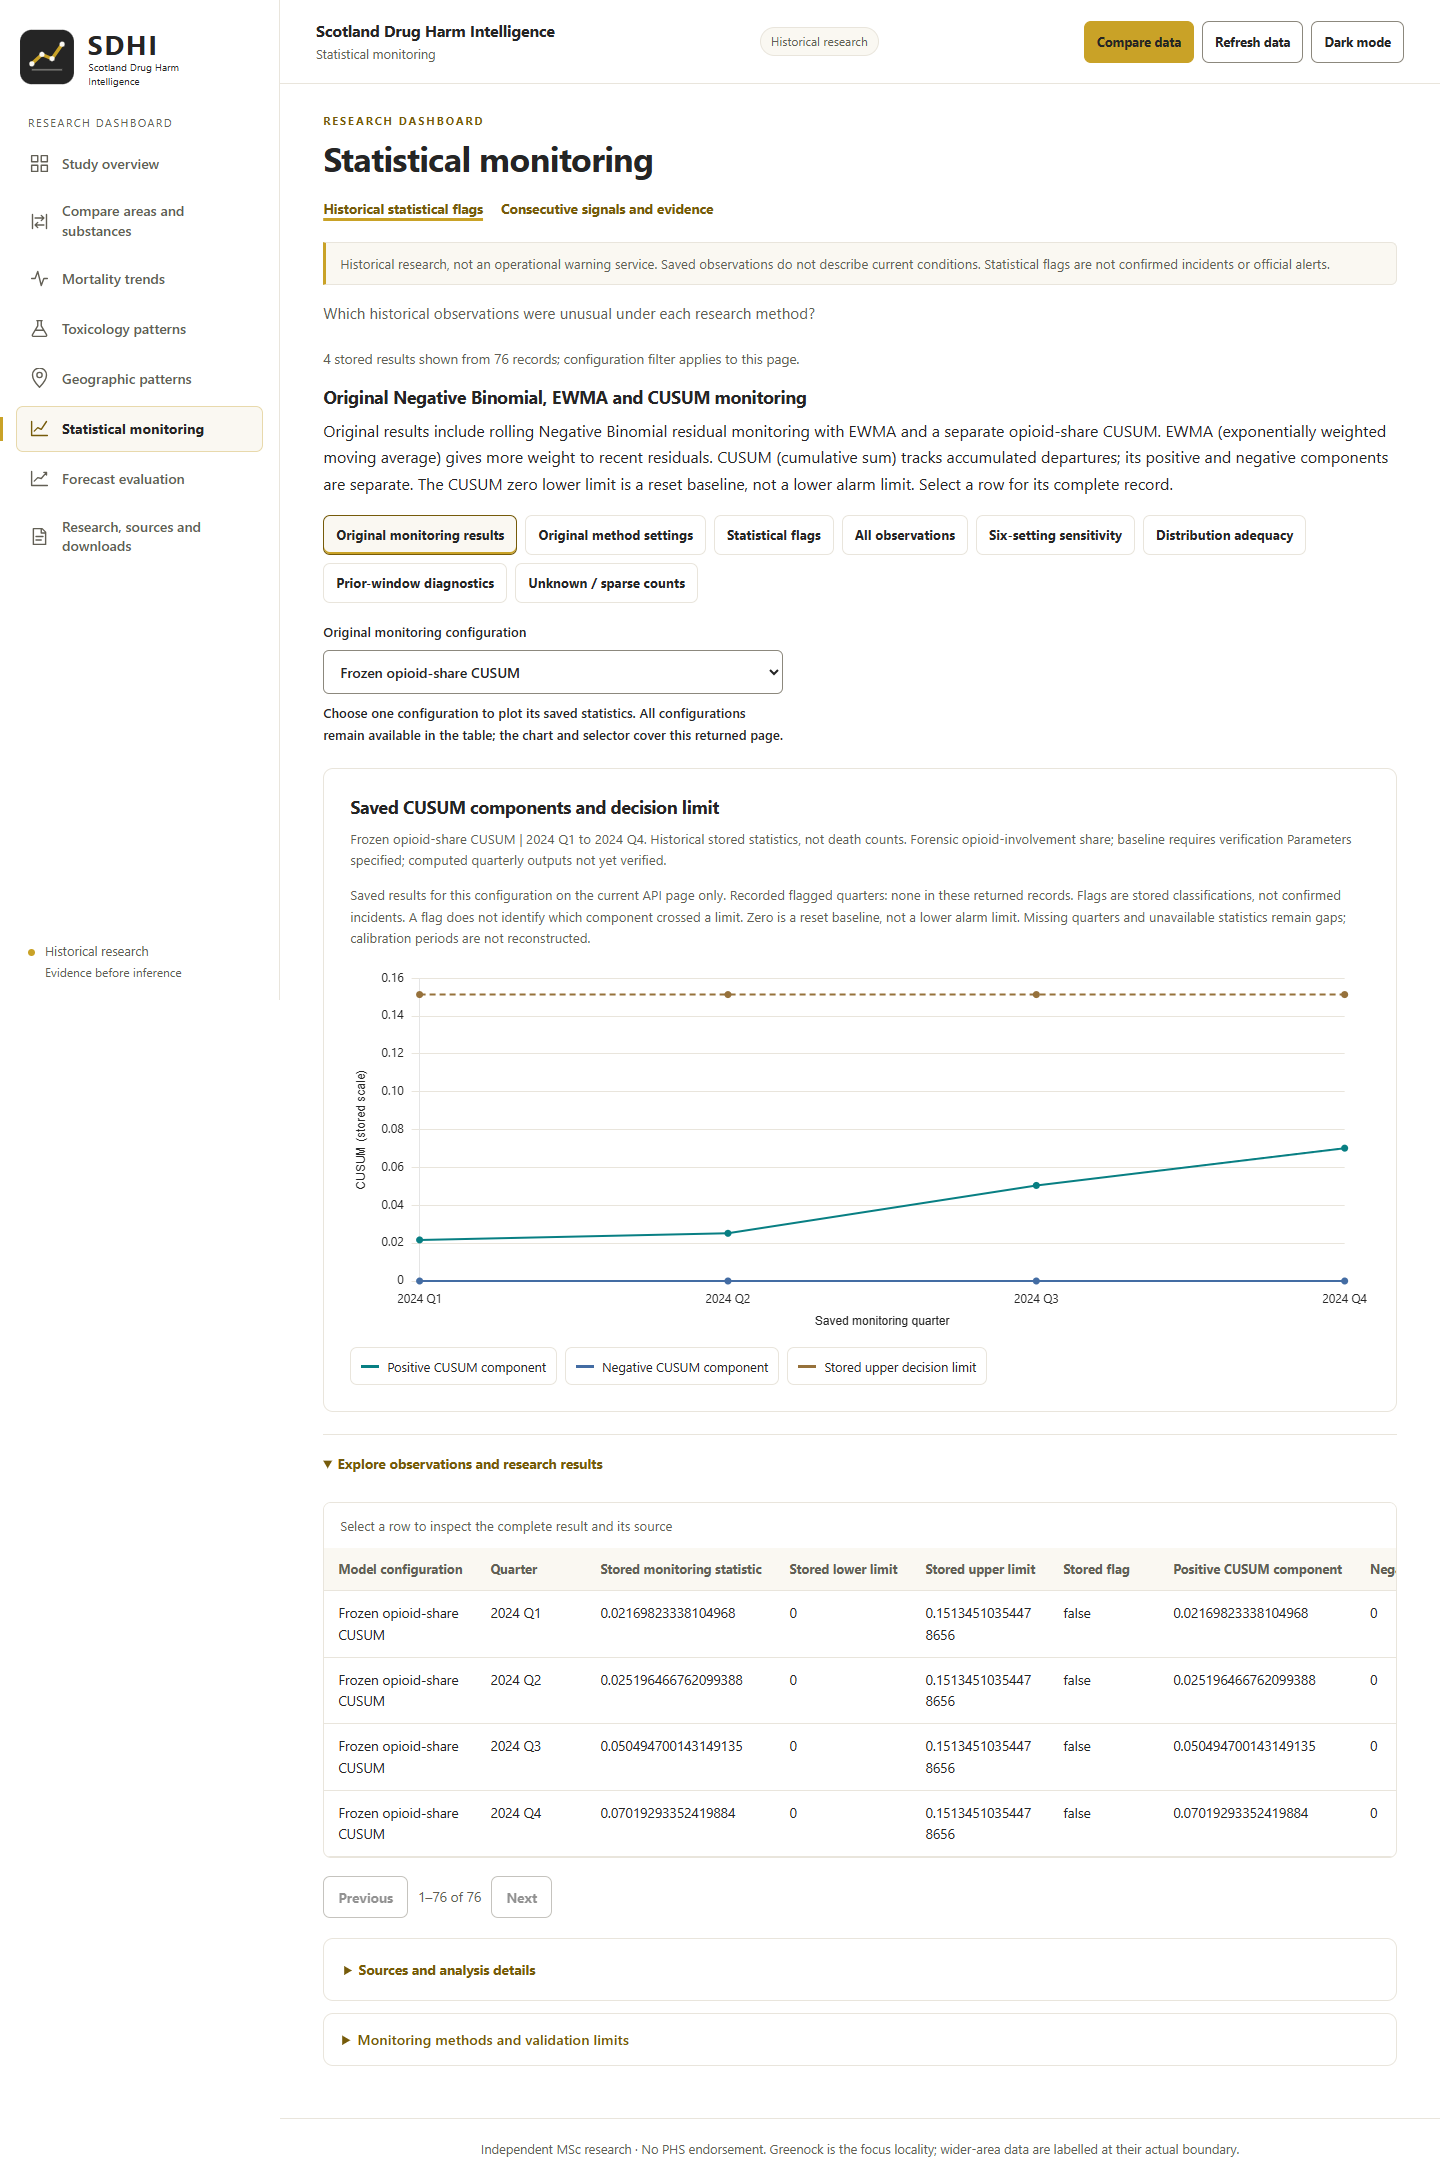 SDHI
Scotland Drug Harm
Intelligence
RESEARCH DASHBOARD
Study overview
Compare areas and
substances
Mortality trends
Toxicology patterns
Geographic patterns
Statistical monitoring
Forecast evaluation
Research, sources and
downloads
Historical research
Evidence before inference
Scotland Drug Harm Intelligence
Statistical monitoring
Historical research
Compare data
Refresh data
Dark mode
RESEARCH DASHBOARD
Statistical monitoring
Historical statistical flags
Consecutive signals and evidence
Historical research, not an operational warning service. Saved observations do not describe current conditions. Statistical flags are not confirmed incidents or official alerts.
Which historical observations were unusual under each research method?
4 stored results shown from 76 records; configuration filter applies to this page.
Original Negative Binomial, EWMA and CUSUM monitoring
Original results include rolling Negative Binomial residual monitoring with EWMA and a separate opioid-share CUSUM. EWMA (exponentially weighted
moving average) gives more weight to recent residuals. CUSUM (cumulative sum) tracks accumulated departures; its positive and negative components
are separate. The CUSUM zero lower limit is a reset baseline, not a lower alarm limit. Select a row for its complete record.
Original monitoring results
Original method settings
Statistical flags
All observations
Six-setting sensitivity
Distribution adequacy
Prior-window diagnostics
Unknown / sparse counts
Original monitoring configuration
Frozen opioid-share CUSUM
Choose one configuration to plot its saved statistics. All configurations
remain available in the table; the chart and selector cover this returned page.
Saved CUSUM components and decision limit
Frozen opioid-share CUSUM | 2024 Q1 to 2024 Q4. Historical stored statistics, not death counts. Forensic opioid-involvement share; baseline requires verification Parameters
specified; computed quarterly outputs not yet verified.
Saved results for this configuration on the current API page only. Recorded flagged quarters: none in these returned records. Flags are stored classifications, not confirmed
incidents. A flag does not identify which component crossed a limit. Zero is a reset baseline, not a lower alarm limit. Missing quarters and unavailable statistics remain gaps;
calibration periods are not reconstructed.
0.16
0.14
0.12
0.10
0.08
0.06
0.04
0.02
0
CUSUM (stored scale)
2024 Q1
2024 Q2
2024 Q3
2024 Q4
Saved monitoring quarter
Positive CUSUM component
Negative CUSUM component
Stored upper decision limit
▼ Explore observations and research results
Select a row to inspect the complete result and its source
Model configuration Quarter Stored monitoring statistic Stored lower limit Stored upper limit Stored flag Positive CUSUM component Neg
Frozen opioid-share 2024 Q1 0.02169823338104968 0 0.1513451035447 false 0.02169823338104968 0
CUSUM 8656
Frozen opioid-share 2024 Q2 0.025196466762099388 0 0.1513451035447 false 0.025196466762099388 0
CUSUM 8656
Frozen opioid-share 2024 Q3 0.050494700143149135 0 0.1513451035447 false 0.050494700143149135 0
CUSUM 8656
Frozen opioid-share 2024 Q4 0.07019293352419884 0 0.1513451035447 false 0.07019293352419884 0
CUSUM 8656
Previous
1–76 of 76
Next
▶ Sources and analysis details
▶ Monitoring methods and validation limits
Independent MSc research · No PHS endorsement. Greenock is the focus locality; wider-area data are labelled at their actual boundary.